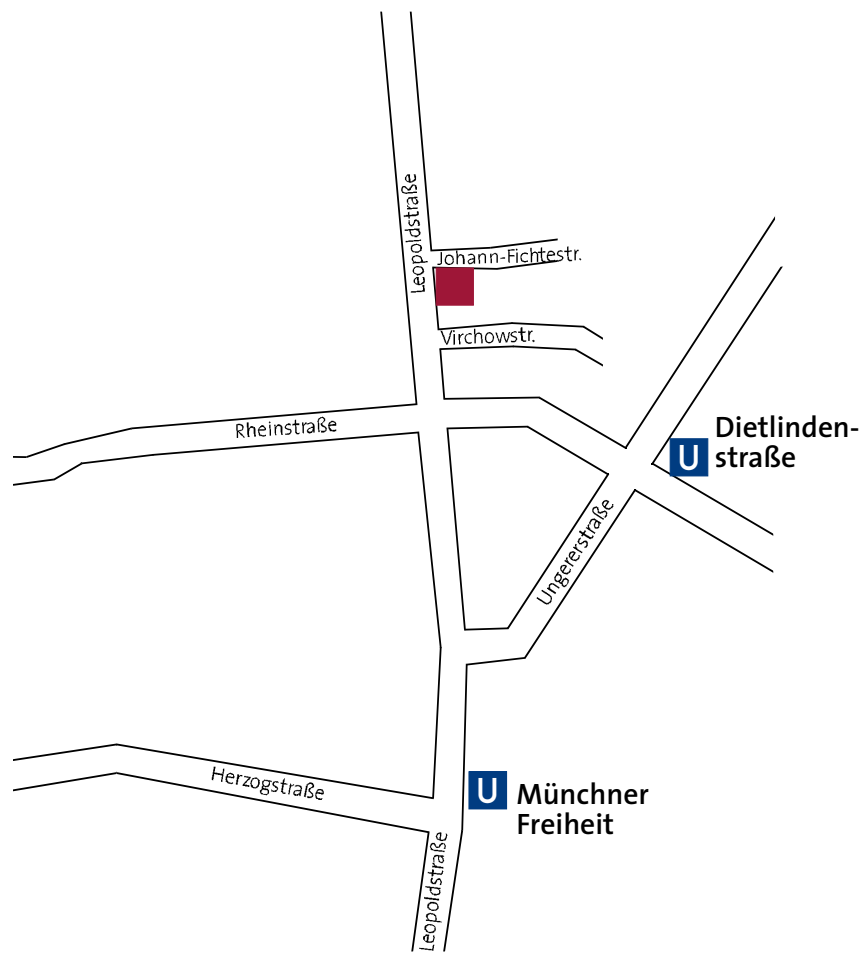 Leopoldstraße
Johann-Fichtestr.
Virchowstr.
Rheinstraße
U
Dietlinden-
straße
Ungererstraße
Herzogstraße
U
Münchner
Freiheit
Leopoldstraße